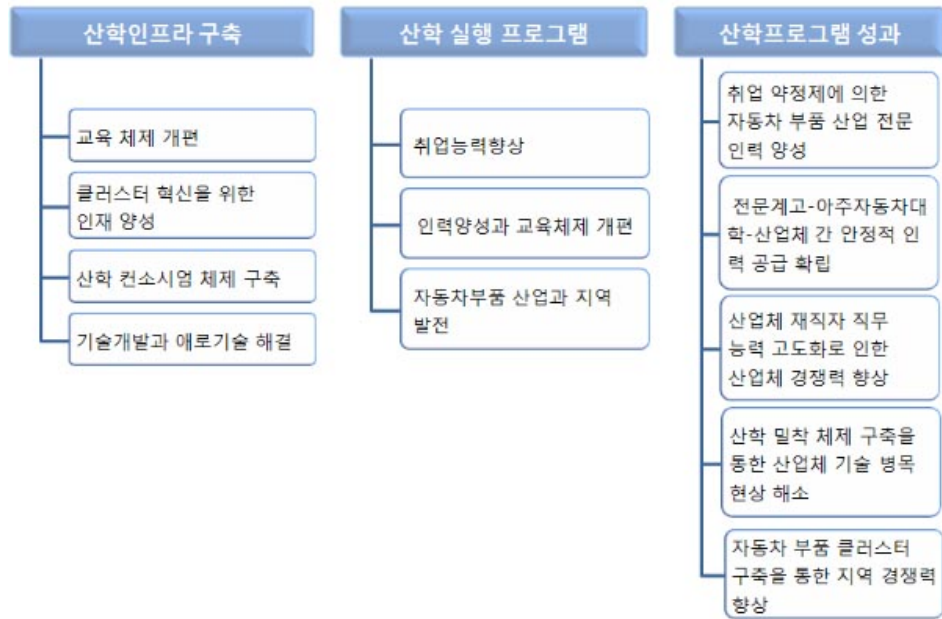 산학인프라 구축
교육 체제 개편
클러스터 혁신을 위한
인재 양성
산학 컨소시엄 체제 구축
기술개발과 애로기술 해결
산학 실행 프로그램
취업능력향상
인력양성과 교육체제 개편
자동차부품 산업과 지역
발전
산학프로그램 성과
취업 약정제에 의한
자동차 부품 산업 전문
인력 양성
전문계고-아주자동차대
학-산업체 간 안정적 인
력 공급 확립
산업체 재직자 직무
능력 고도화로 인한
산업체 경쟁력 향상
산학 밀착 체제 구축을
통한 산업체 기술 병목
현상 해소
자동차 부품 클러스터
구축을 통한 지역 경쟁력
향상